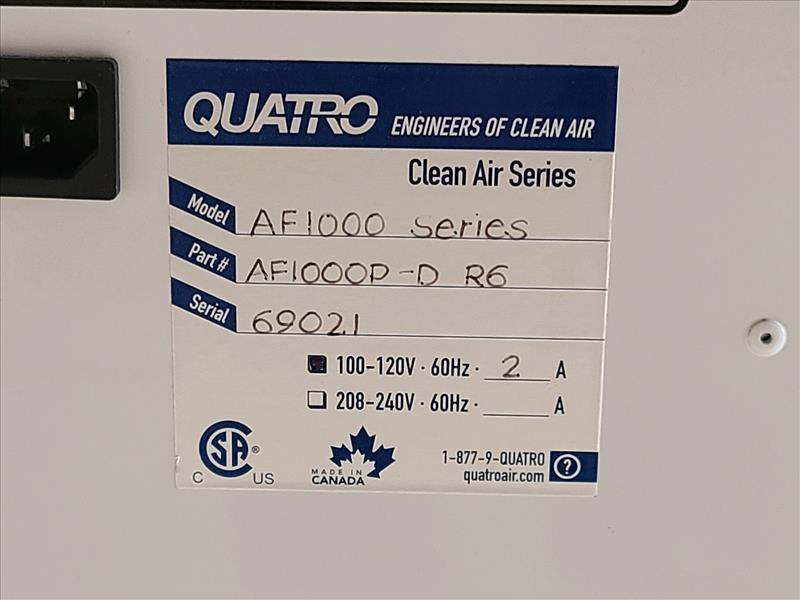 QUATRO ENGINEERS OF CLEAN AIR
Clean Air Series
Model AF1000 series
Part# AF1000P-D R6
Serial 69021
100-120V · 60Hz · 2 A
208-240V · 60Hz · A
CSA ®
C US
MADE IN
CANADA
1-877-9-QUATRO
quatroair.com
?